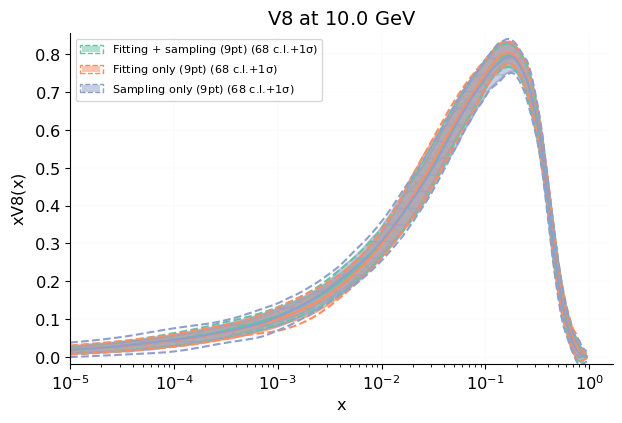 V8 at 10.0 GeV
Fitting + sampling (9pt) (68 c.l.+1σ)
Fitting only (9pt) (68 c.l.+1σ)
Sampling only (9pt) (68 c.l.+1σ)
xV8(x)
0.8
0.7
0.6
0.5
0.4
0.3
0.2
0.1
0.0
10⁻⁵
10⁻⁴
10⁻³
10⁻²
10⁻¹
10⁰
x